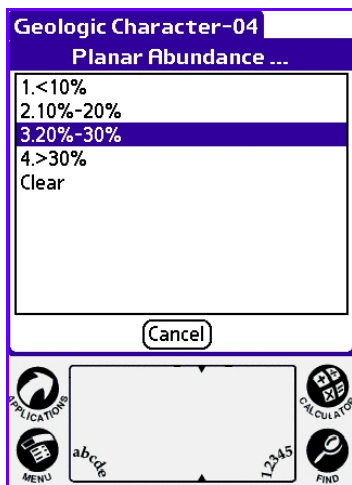 Geologic Character-04
Planar Abundance ...
1.<10%
2.10%-20%
3.20%-30%
4.>30%
Clear
Cancel
APPLICATIONS
CALCULATOR
MENU
abcde
12345
FIND